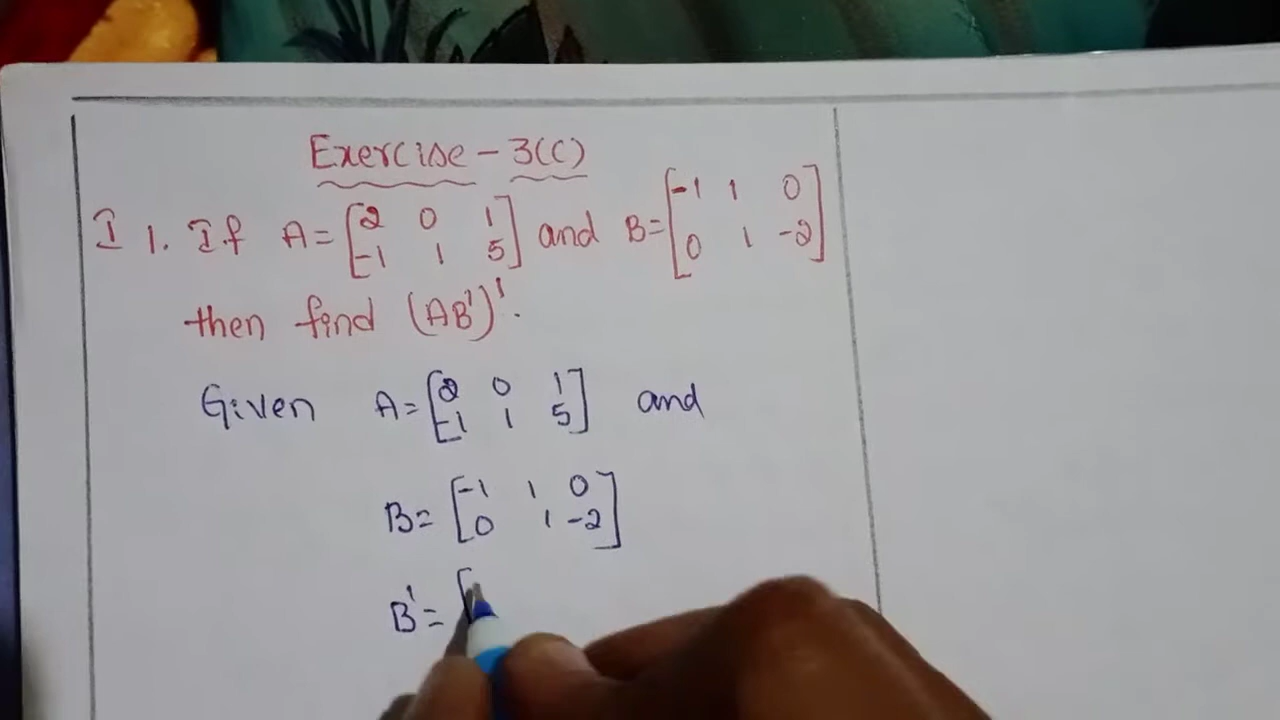 Exercise - 3(C)
I 1. If A = [2 0 1 and B = [-1 1 0
-1 1 5] 0 1 -2]
then find (AB')'.
Given A = [2 0 1 and
-1 1 5]
B = [-1 1 0
0 1 -2]
B' = [